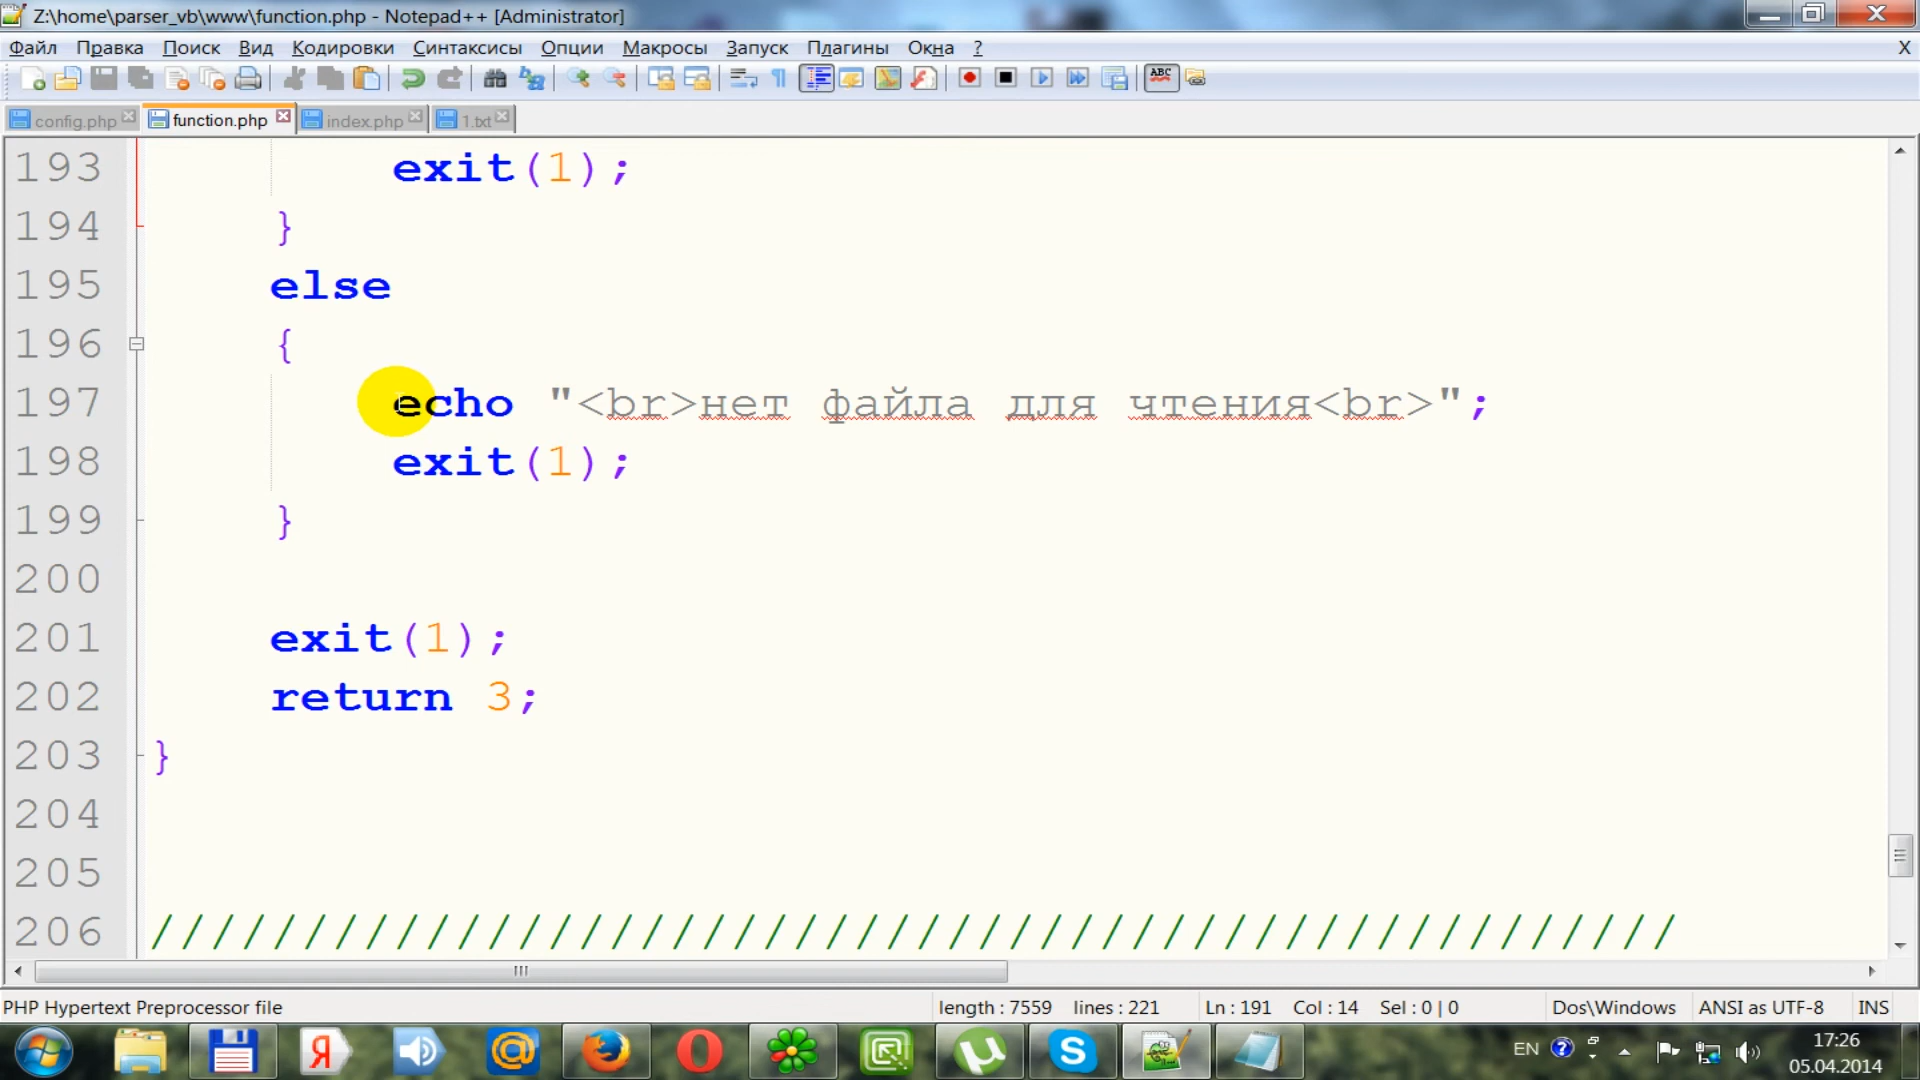 Z:\home\parser_vb\www\function.php - Notepad++ [Administrator]
Файл Правка Поиск Вид Кодировки Синтаксисы Опции Макросы Запуск Плагины Окна ? X
ABC
config.php function.php index.php 1.txt
193 exit(1);
194 }
195 else
196 {
197 echo "<br>нет файла для чтения<br>";
198 exit(1);
199 }
200
201 exit(1);
202 return 3;
203 }
204
205
206 //////////////////////////////////////////////////
PHP Hypertext Preprocessor file length : 7559 lines : 221 Ln : 191 Col : 14 Sel : 0 | 0 Dos\Windows ANSI as UTF-8 INS
EN 17:26
05.04.2014